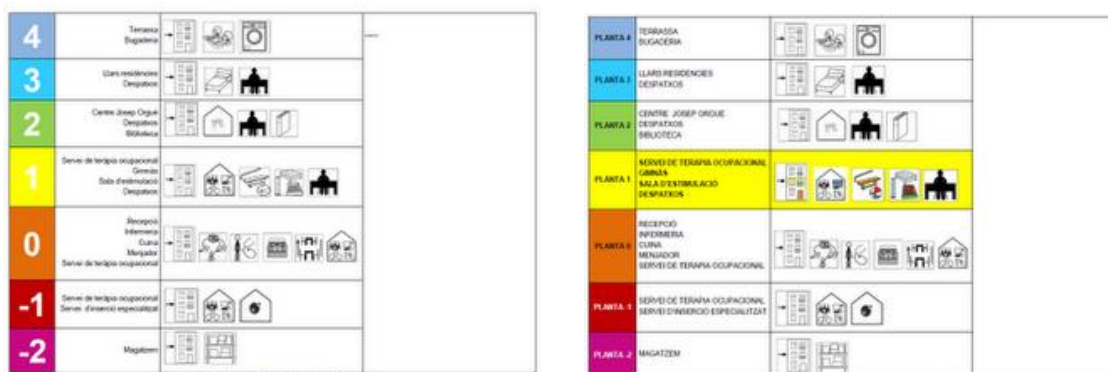 4
Terrassa
Bugaderia
3
Llars residències
Despatxos
2
Centre Josep Orgué
Despatxos
Biblioteca
1
Servei de teràpia ocupacional
Gimnàs
Sala d'estimulació
Despatxos
0
Recepció
Infermeria
Cuina
Menjador
Servei de teràpia ocupacional
-1
Servei de teràpia ocupacional
Servei d'inserció especialitzat
-2
Magatzem
PLANTA 4
TERRASSA
BUGADERIA
PLANTA 3
LLARS RESIDENCIES
DESPATXOS
PLANTA 2
CENTRE JOSEP ORGUE
DESPATXOS
BIBLIOTECA
PLANTA 1
SERVEI DE TERAPIA OCUPACIONAL
GIMNÀS
SALA D'ESTIMULACIÓ
DESPATXOS
PLANTA 0
RECEPCIÓ
INFERMERIA
CUINA
MENJADOR
SERVEI DE TERAPIA OCUPACIONAL
PLANTA -1
SERVEI DE TERAPIA OCUPACIONAL
SERVEI D'INSERCIO ESPECIALITZAT
PLANTA -2
MAGATZEM